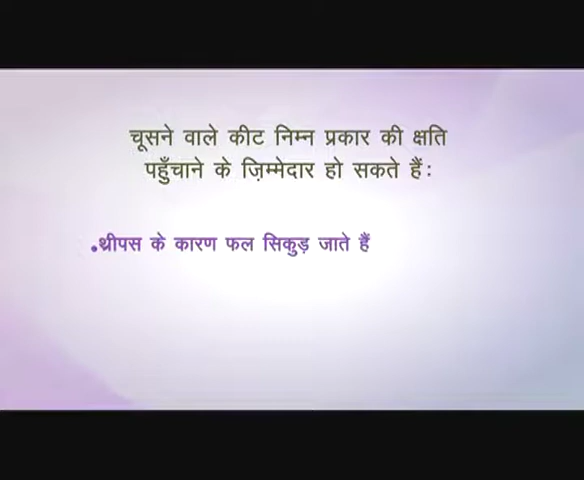 चूसने वाले कीट निम्न प्रकार की क्षति
पहुँचाने के ज़िम्मेदार हो सकते हैं:
•थ्रीपस के कारण फल सिकुड़ जाते हैं